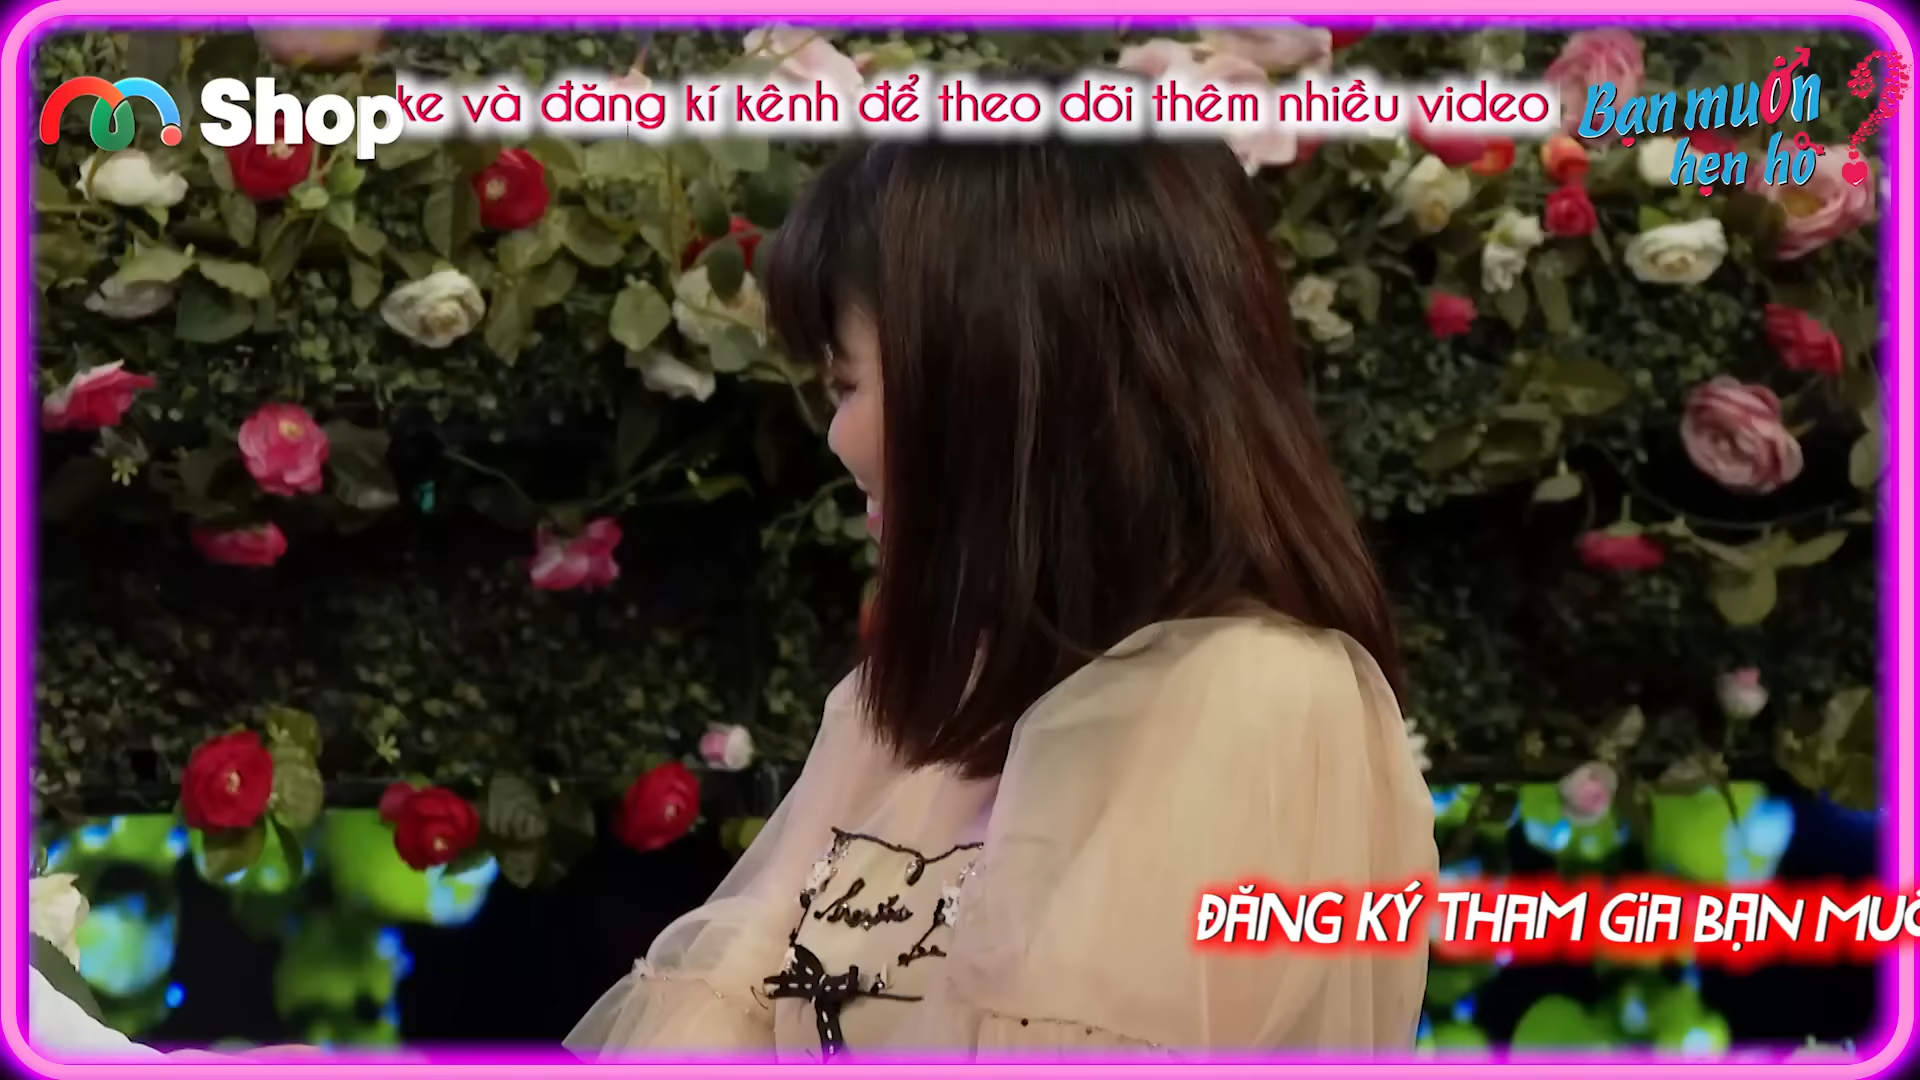 Shop
ke và đăng kí kênh để theo dõi thêm nhiều video
Bạn muốn
hẹn hò
ĐĂNG KÝ THAM GIA BẠN MUỐ